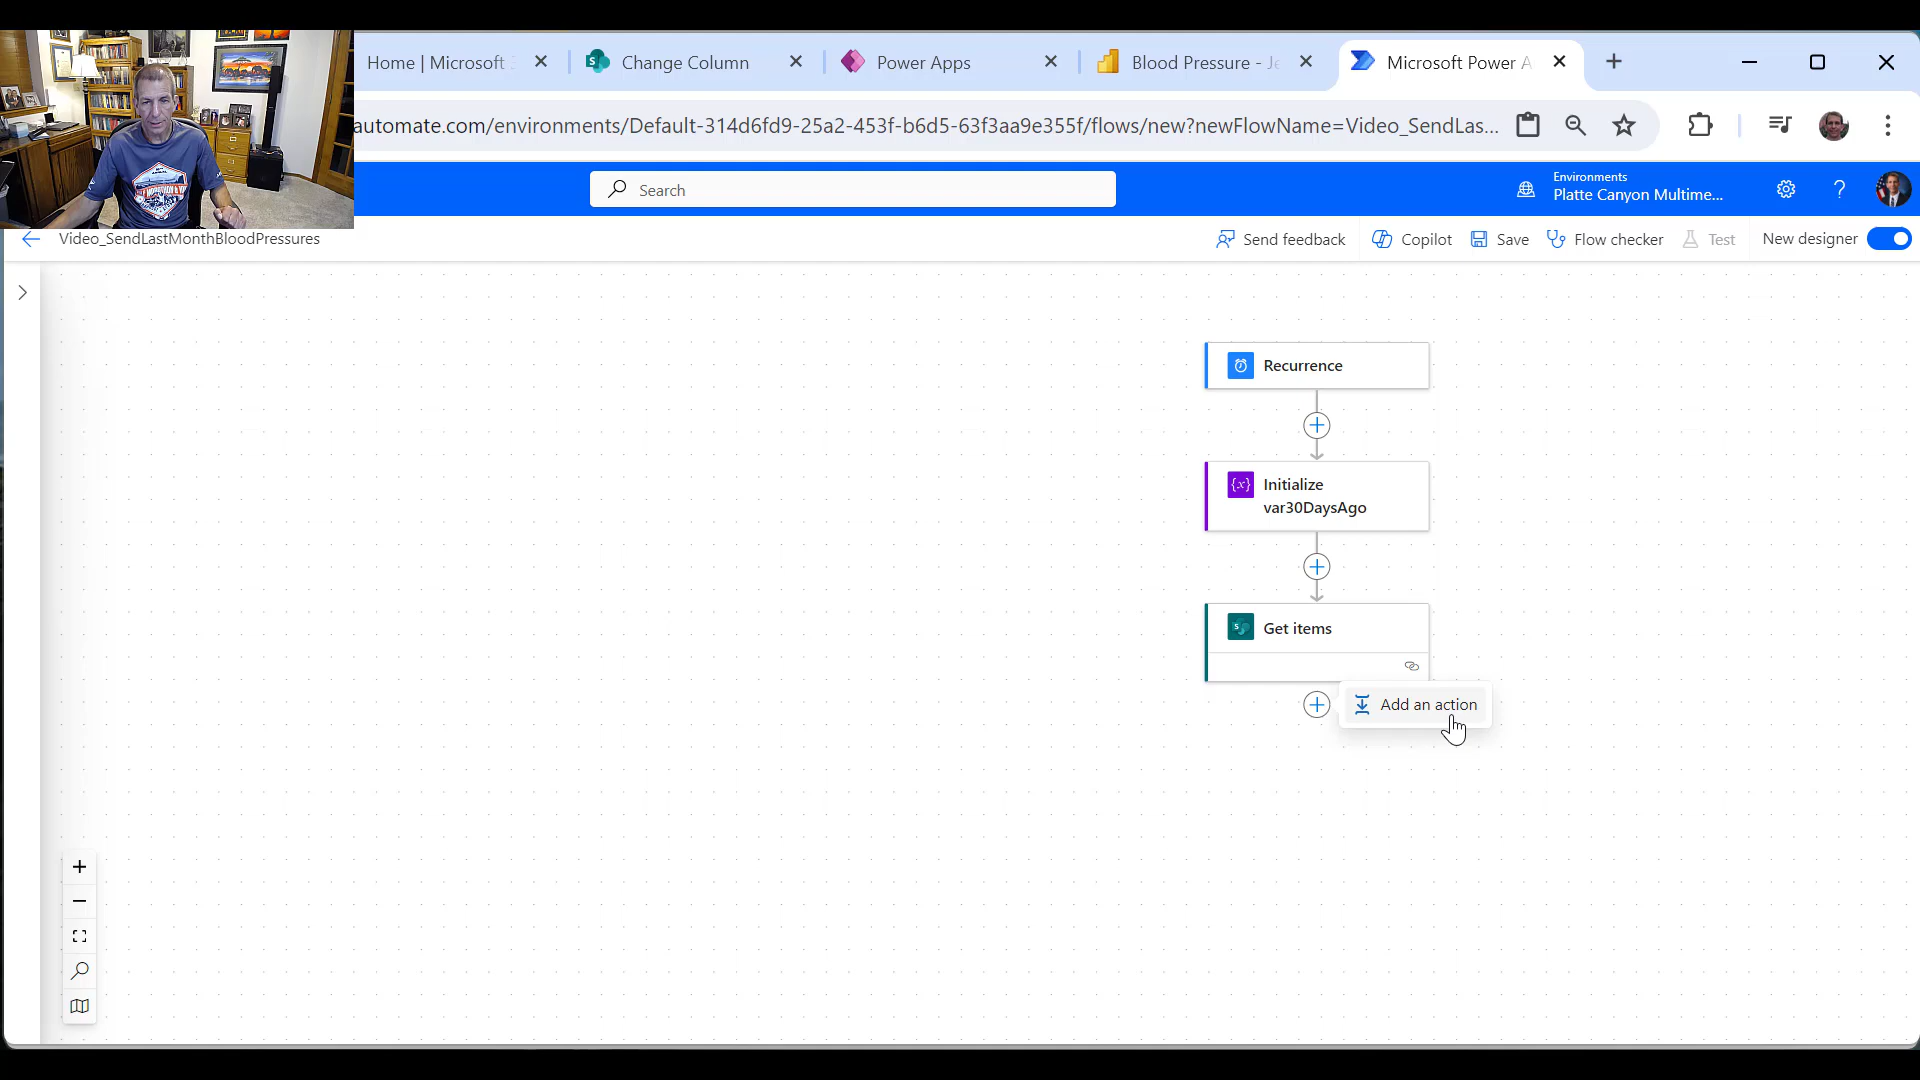 Home | Microsoft
Change Column
Power Apps
Blood Pressure - Je
Microsoft Power A
automate.com/environments/Default-314d6fd9-25a2-453f-b6d5-63f3aa9e355f/flows/new?newFlowName=Video_SendLas...
Search
Environments
Platte Canyon Multime...
Video_SendLastMonthBloodPressures
Send feedback
Copilot
Save
Flow checker
Test
New designer
Recurrence
{x}
Initialize
var30DaysAgo
Get items
Add an action